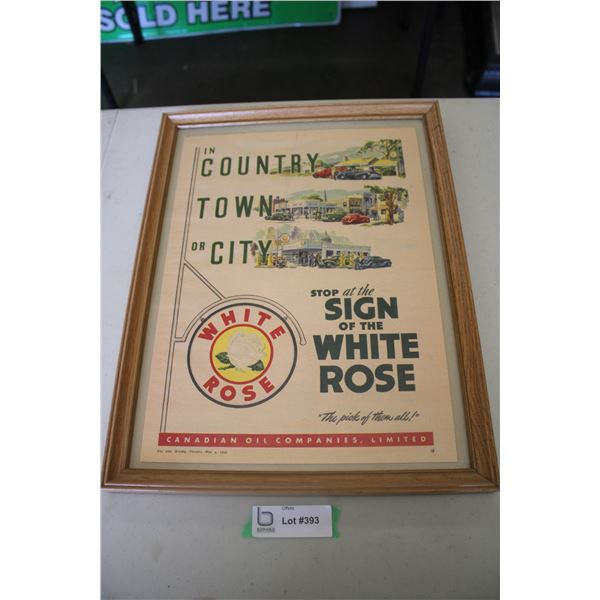 SOLD HERE
IN
COUNTRY
TOWN
OR CITY
STOP at the
SIGN
OF THE
WHITE
ROSE
WHITE
ROSE
"The pick of them all!"
CANADIAN OIL COMPANIES, LIMITED
Offsite
Lot #393